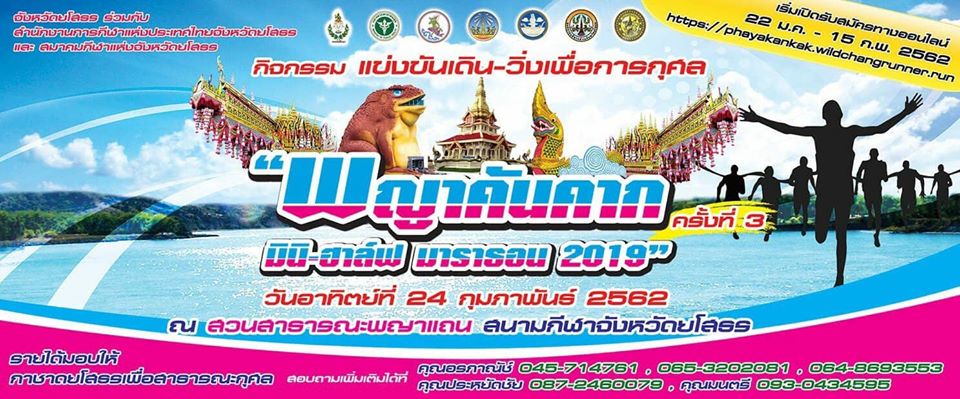 จังหวัดยโสธร ร่วมกับ
สำนักงานการกีฬาแห่งประเทศไทยจังหวัดยโสธร
และ สมาคมกีฬาแห่งจังหวัดยโสธร
เริ่มเปิดรับสมัครทางออนไลน์
22 ม.ค. - 15 ก.พ. 2562
https://phayakankak.wildchangrunner.run
กิจกรรม แข่งขันเดิน-วิ่งเพื่อการกุศล
“พญาคันคาก
ครั้งที่ 3
มินิ-ฮาล์ฟ มาราธอน 2019”
วันอาทิตย์ที่ 24 กุมภาพันธ์ 2562
ณ สวนสาธารณะพญาแถน สนามกีฬาจังหวัดยโสธร
รายได้มอบให้
กาชาดยโสธรเพื่อสาธารณะกุศล
สอบถามเพิ่มเติมได้ที่
คุณอรภาณัช์ 045-714761 , 065-3202081 , 064-8693553
คุณประหยัดชัย 087-2460079 , คุณมนตรี 093-0434595